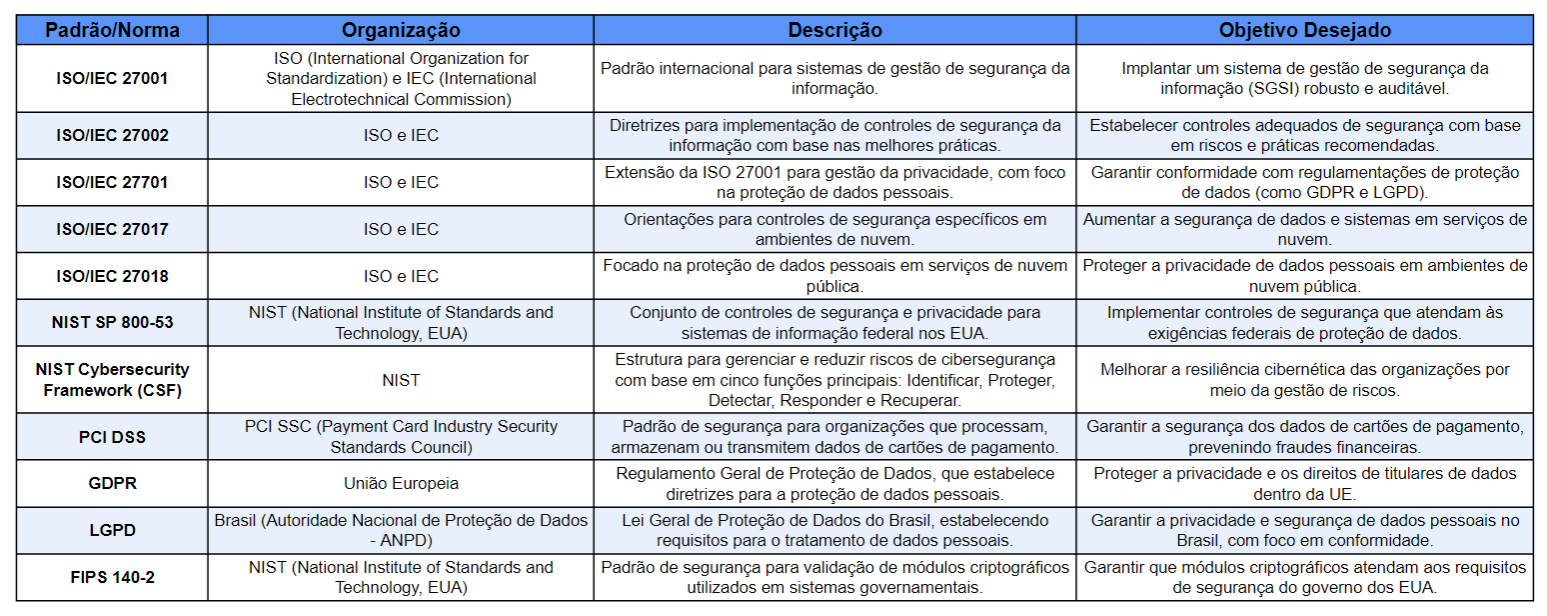 Padrão/Norma
Organização
Descrição
Objetivo Desejado
ISO/IEC 27001
ISO (International Organization for
Standardization) e IEC (International
Electrotechnical Commission)
Padrão internacional para sistemas de gestão de segurança da
informação.
Implantar um sistema de gestão de segurança da
informação (SGSI) robusto e auditável.
ISO/IEC 27002
ISO e IEC
Diretrizes para implementação de controles de segurança da
informação com base nas melhores práticas.
Estabelecer controles adequados de segurança com base
em riscos e práticas recomendadas.
ISO/IEC 27701
ISO e IEC
Extensão da ISO 27001 para gestão da privacidade, com foco
na proteção de dados pessoais.
Garantir conformidade com regulamentações de proteção
de dados (como GDPR e LGPD).
ISO/IEC 27017
ISO e IEC
Orientações para controles de segurança específicos em
ambientes de nuvem.
Aumentar a segurança de dados e sistemas em serviços de
nuvem.
ISO/IEC 27018
ISO e IEC
Focado na proteção de dados pessoais em serviços de nuvem
pública.
Proteger a privacidade de dados pessoais em ambientes de
nuvem pública.
NIST SP 800-53
NIST (National Institute of Standards and
Technology, EUA)
Conjunto de controles de segurança e privacidade para
sistemas de informação federal nos EUA.
Implementar controles de segurança que atendam às
exigências federais de proteção de dados.
NIST Cybersecurity
Framework (CSF)
NIST
Estrutura para gerenciar e reduzir riscos de cibersegurança
com base em cinco funções principais: Identificar, Proteger,
Detectar, Responder e Recuperar.
Melhorar a resiliência cibernética das organizações por
meio da gestão de riscos.
PCI DSS
PCI SSC (Payment Card Industry Security
Standards Council)
Padrão de segurança para organizações que processam,
armazenam ou transmitem dados de cartões de pagamento.
Garantir a segurança dos dados de cartões de pagamento,
prevenindo fraudes financeiras.
GDPR
União Europeia
Regulamento Geral de Proteção de Dados, que estabelece
diretrizes para a proteção de dados pessoais.
Proteger a privacidade e os direitos de titulares de dados
dentro da UE.
LGPD
Brasil (Autoridade Nacional de Proteção de Dados
- ANPD)
Lei Geral de Proteção de Dados do Brasil, estabelecendo
requisitos para o tratamento de dados pessoais.
Garantir a privacidade e segurança de dados pessoais no
Brasil, com foco em conformidade.
FIPS 140-2
NIST (National Institute of Standards and
Technology, EUA)
Padrão de segurança para validação de módulos criptográficos
utilizados em sistemas governamentais.
Garantir que módulos criptográficos atendam aos requisitos
de segurança do governo dos EUA.